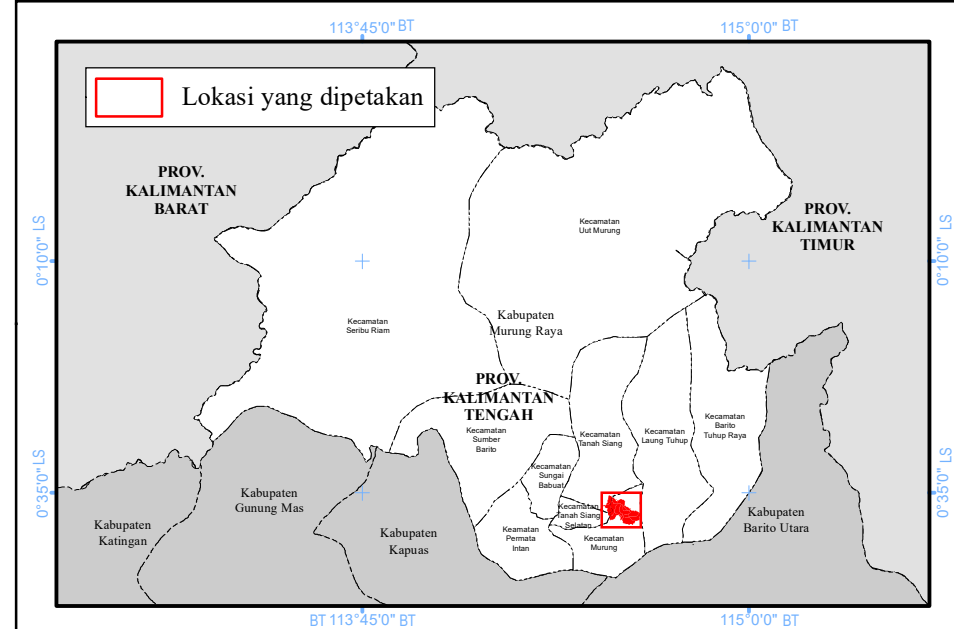 113°45'0" BT
115°0'0" BT
Lokasi yang dipetakan
PROV.
KALIMANTAN
BARAT
PROV.
KALIMANTAN
TIMUR
Kecamatan
Uut Murung
0°10'0" LS
0°10'0" LS
Kecamatan
Seribu Riam
Kabupaten
Murung Raya
PROV.
KALIMANTAN
TENGAH
Kecamatan
Sumber
Barito
Kecamatan
Tanah Siang
Kecamatan
Laung Tuhup
Kecamatan
Barito
Tuhup Raya
Kecamatan
Sungai
Babuat
0°35'0" LS
0°35'0" LS
Kabupaten
Gunung Mas
Kabupaten
Katingan
Kabupaten
Kapuas
Keamatan
Permata
Intan
Kecamatan
Tanah Siang
Selatan
Kecamatan
Murung
Kabupaten
Barito Utara
BT 113°45'0" BT
115°0'0" BT